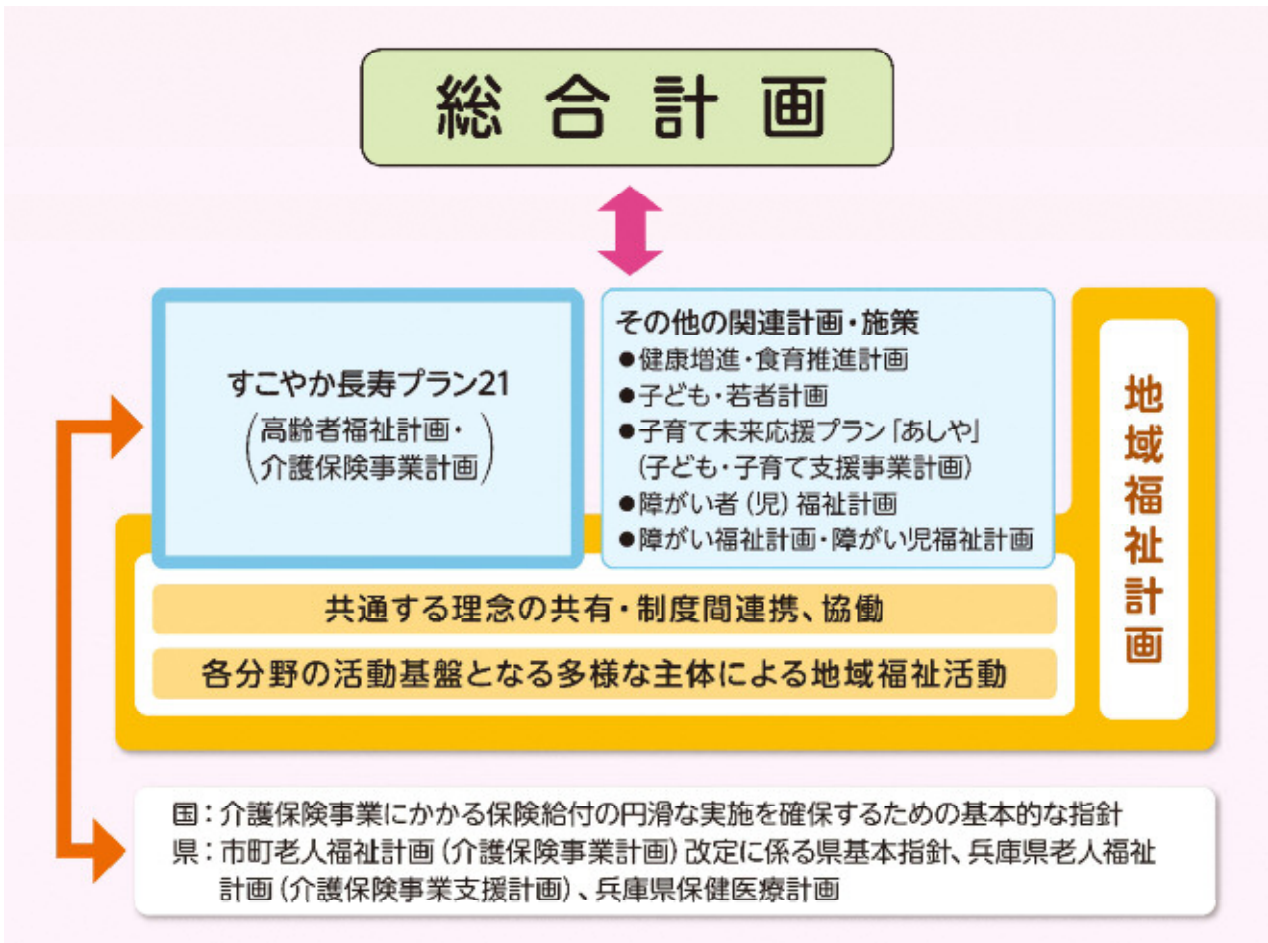 総合計画
すこやか長寿プラン21
(高齢者福祉計画・
介護保険事業計画)
その他の関連計画・施策
●健康増進・食育推進計画
●子ども・若者計画
●子育て未来応援プラン「あしや」
(子ども・子育て支援事業計画)
●障がい者(児)福祉計画
●障がい福祉計画・障がい児福祉計画
地域福祉計画
共通する理念の共有・制度間連携、協働
各分野の活動基盤となる多様な主体による地域福祉活動
国:介護保険事業にかかる保険給付の円滑な実施を確保するための基本的な指針
県:市町老人福祉計画(介護保険事業計画)改定に係る県基本指針、兵庫県老人福祉
計画(介護保険事業支援計画)、兵庫県保健医療計画